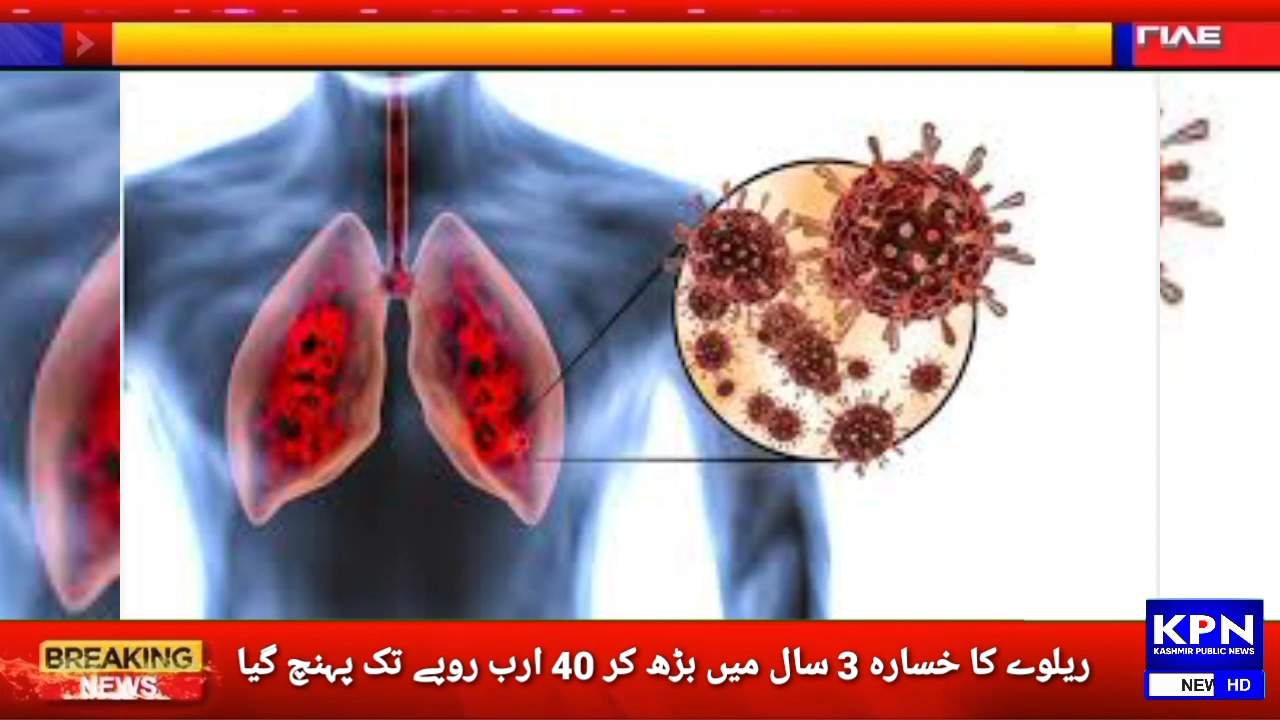 LIVE
BREAKING
NEWS
ریلوے کا خسارہ 3 سال میں بڑھ کر 40 ارب روپے تک پہنچ گیا
KPN
KASHMIR PUBLIC NEWS
NEW HD